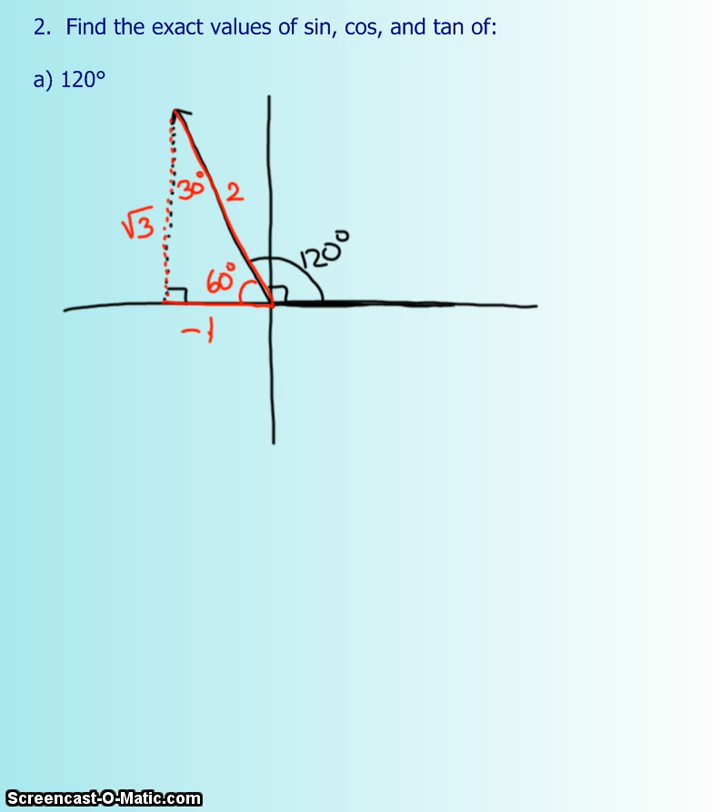 2. Find the exact values of sin, cos, and tan of:
a) 120°
30° 2
√3
120°
60°
-1
Screencast-O-Matic.com